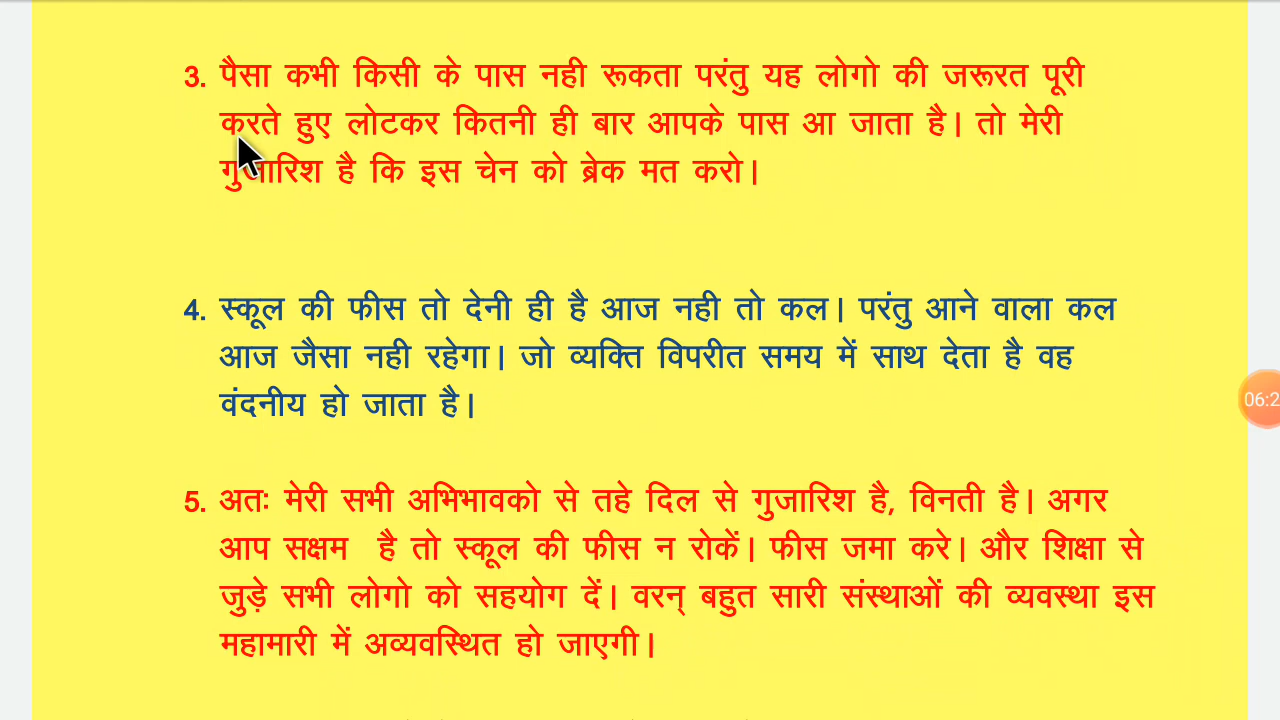 3. पैसा कभी किसी के पास नही रूकता परंतु यह लोगो की जरूरत पूरी
करते हुए लोटकर कितनी ही बार आपके पास आ जाता है। तो मेरी
गुजारिश है कि इस चेन को ब्रेक मत करो।
4. स्कूल की फीस तो देनी ही है आज नही तो कल। परंतु आने वाला कल
आज जैसा नही रहेगा। जो व्यक्ति विपरीत समय में साथ देता है वह
वंदनीय हो जाता है।
06:2
5. अतः मेरी सभी अभिभावको से तहे दिल से गुजारिश है, विनती है। अगर
आप सक्षम है तो स्कूल की फीस न रोकें। फीस जमा करे। और शिक्षा से
जुड़े सभी लोगो को सहयोग दें। वरन् बहुत सारी संस्थाओं की व्यवस्था इस
महामारी में अव्यवस्थित हो जाएगी।